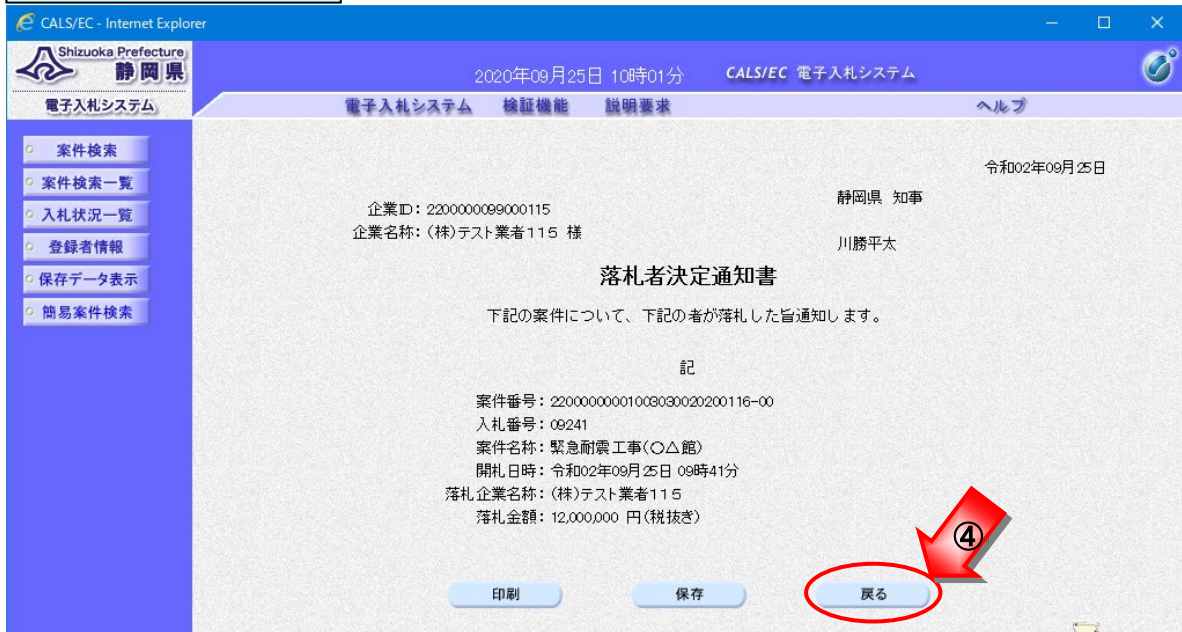 CALS/EC - Internet Explorer
Shizuoka Prefecture
静岡県
2020年09月25日 10時01分 CALS/EC 電子入札システム
電子入札システム
電子入札システム 検証機能 説明要求 ヘルプ
案件検索
案件検索一覧
入札状況一覧
登録者情報
保存データ表示
簡易案件検索
令和02年09月25日
静岡県 知事
企業ID：2200000099000115
企業名称：(株)テスト業者115 様
川勝平太
落札者決定通知書
下記の案件について、下記の者が落札した旨通知します。
記
案件番号：2200000000100303002020​0116-00
入札番号：09241
案件名称：緊急耐震工事(○△館)
開札日時：令和02年09月25日 09時41分
落札企業名称：(株)テスト業者115
落札金額：12,000,000 円(税抜き)
④
印刷 保存 戻る